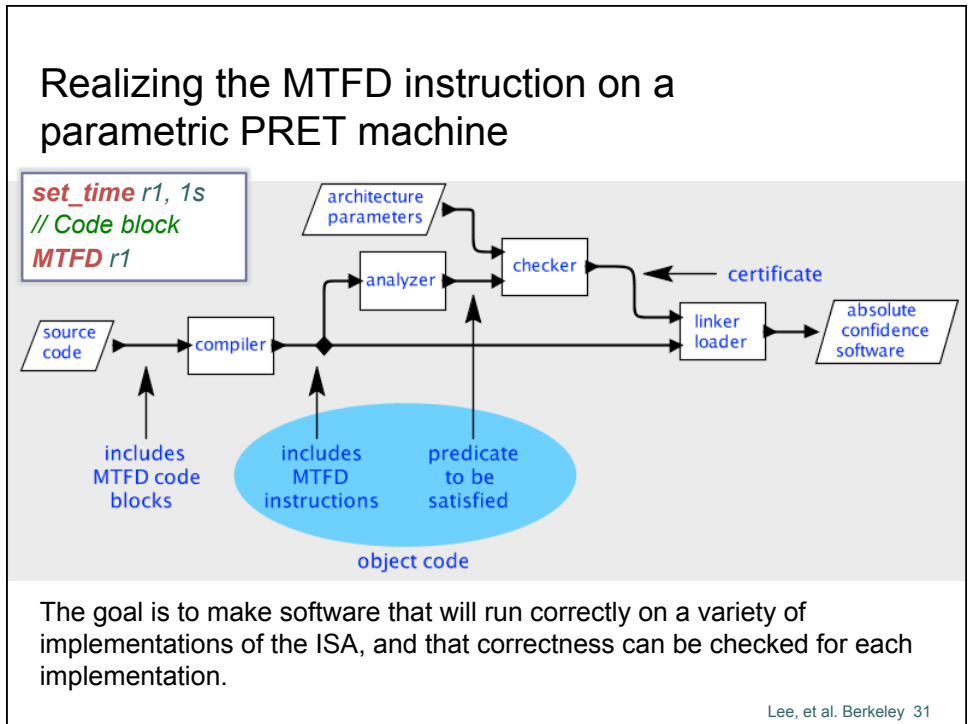 Realizing the MTFD instruction on a
parametric PRET machine
set_time r1, 1s
// Code block
MTFD r1
architecture
parameters
analyzer
checker
certificate
source
code
compiler
linker
loader
absolute
confidence
software
includes
MTFD code
blocks
includes
MTFD
instructions
predicate
to be
satisfied
object code
The goal is to make software that will run correctly on a variety of
implementations of the ISA, and that correctness can be checked for each
implementation.
Lee, et al. Berkeley 31